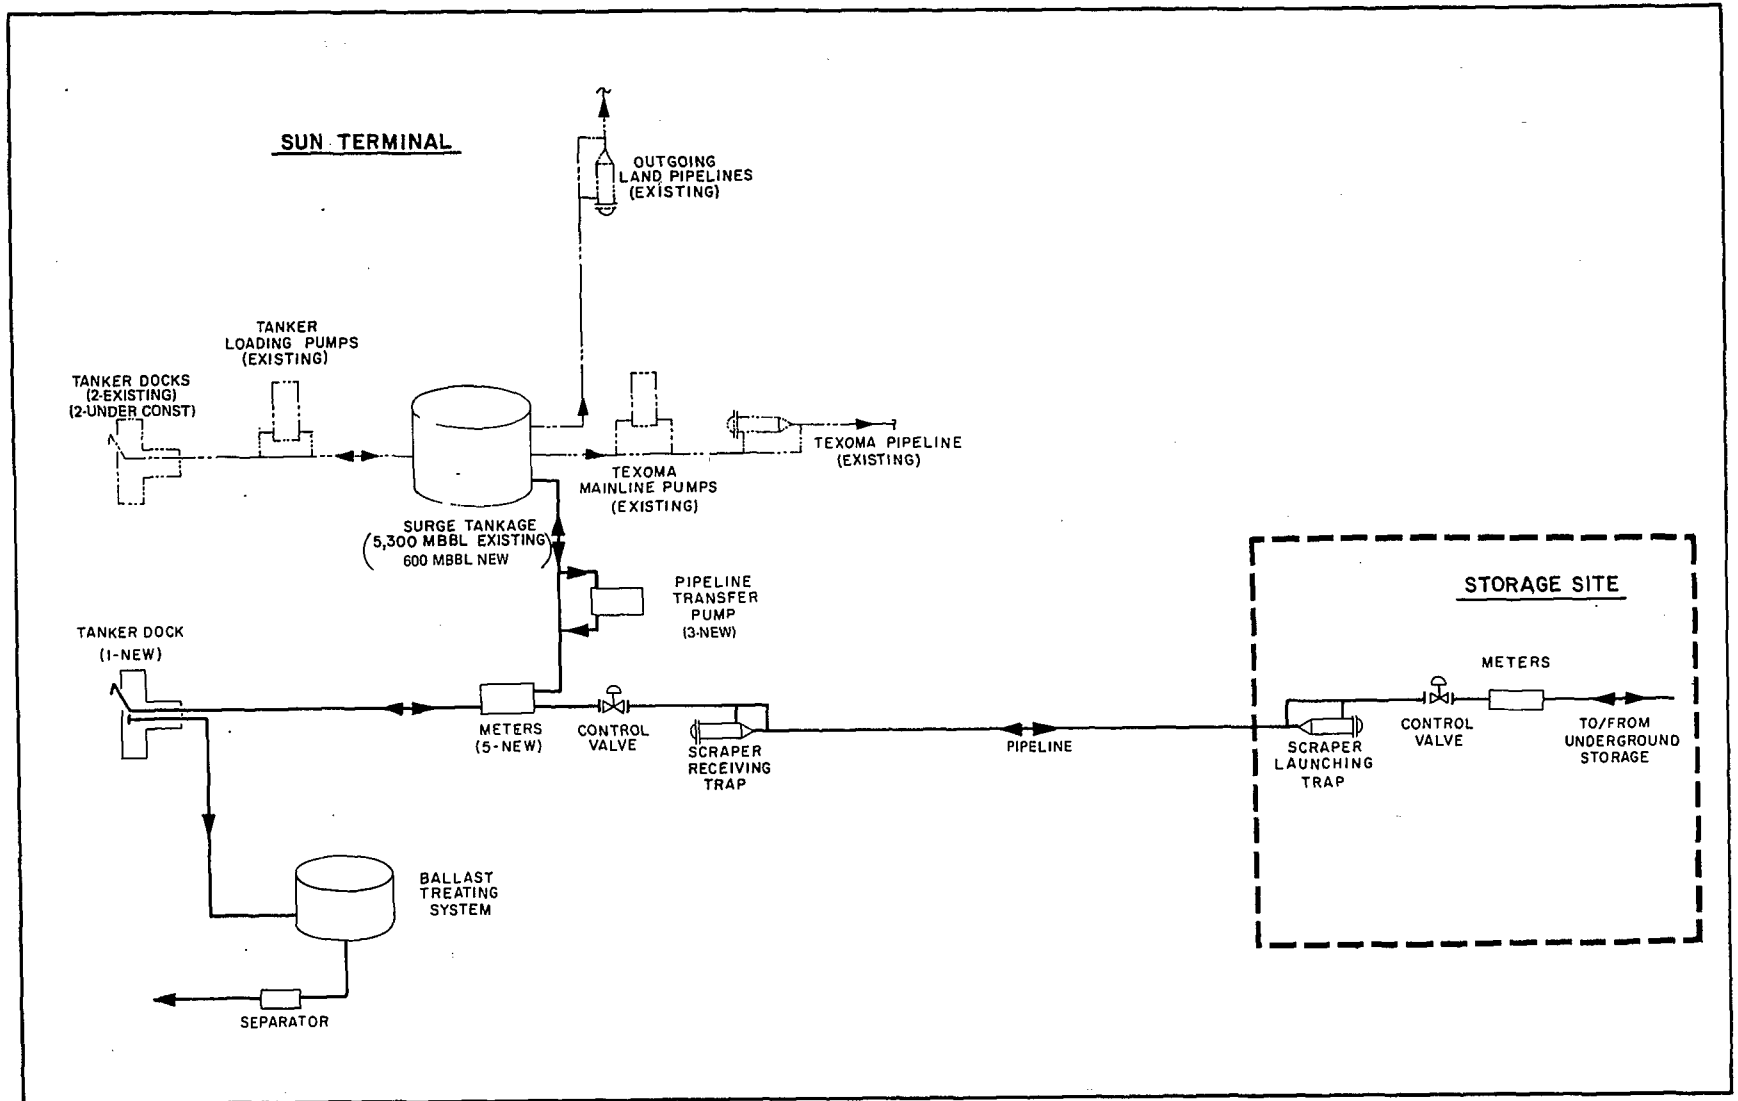 SUN TERMINAL
OUTGOING
LAND PIPELINES
(EXISTING)
TANKER
LOADING PUMPS
(EXISTING)
TANKER DOCKS
(2-EXISTING)
(2-UNDER CONST)
TEXOMA PIPELINE
(EXISTING)
TEXOMA
MAINLINE PUMPS
(EXISTING)
SURGE TANKAGE
(5,300 MBBL EXISTING
600 MBBL NEW)
PIPELINE
TRANSFER
PUMP
(3-NEW)
STORAGE SITE
TANKER DOCK
(1-NEW)
METERS
(5-NEW)
CONTROL
VALVE
SCRAPER
RECEIVING
TRAP
PIPELINE
SCRAPER
LAUNCHING
TRAP
METERS
CONTROL
VALVE
TO/FROM
UNDERGROUND
STORAGE
BALLAST
TREATING
SYSTEM
SEPARATOR